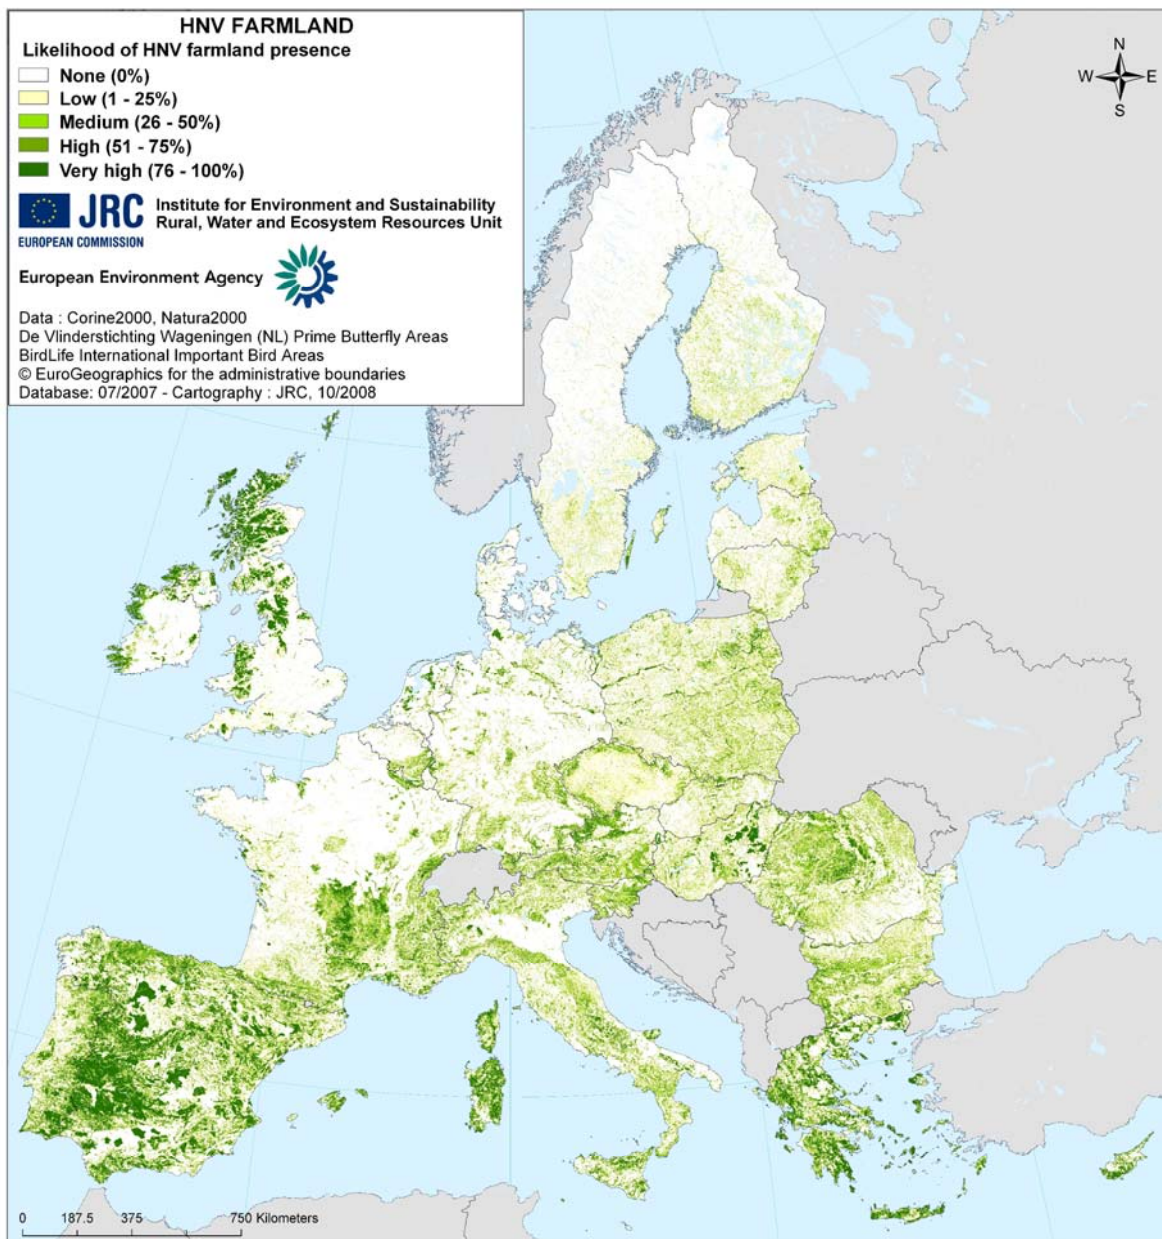 HNV FARMLAND
Likelihood of HNV farmland presence
None (0%)
Low (1 - 25%)
Medium (26 - 50%)
High (51 - 75%)
Very high (76 - 100%)
JRC
EUROPEAN COMMISSION
Institute for Environment and Sustainability
Rural, Water and Ecosystem Resources Unit
European Environment Agency
Data : Corine2000, Natura2000
De Vlinderstichting Wageningen (NL) Prime Butterfly Areas
BirdLife International Important Bird Areas
© EuroGeographics for the administrative boundaries
Database: 07/2007 - Cartography : JRC, 10/2008
N
W E
S
0 187.5 375 750 Kilometers